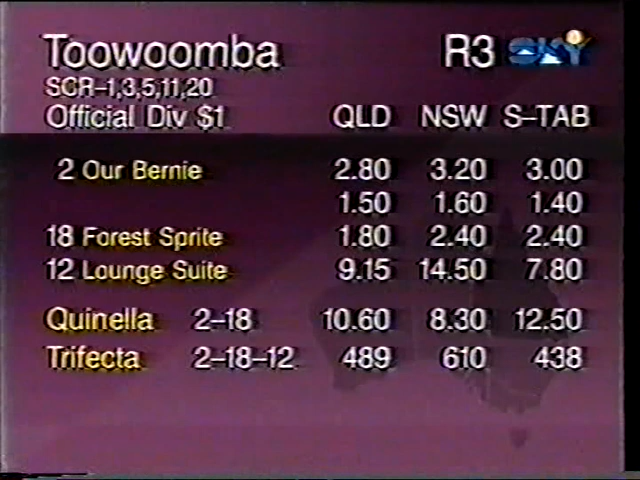 Toowoomba R3 SKY
SCR-1,3,5,11,20
Official Div $1 QLD NSW S-TAB
2 Our Bernie 2.80 3.20 3.00
1.50 1.60 1.40
18 Forest Sprite 1.80 2.40 2.40
12 Lounge Suite 9.15 14.50 7.80
Quinella 2-18 10.60 8.30 12.50
Trifecta 2-18-12 489 610 438